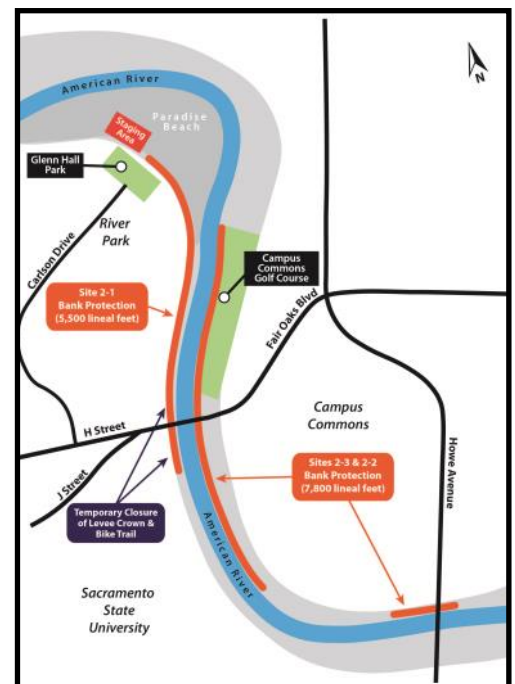 American River
Paradise
Beach
Staging
Area
N
Glenn Hall
Park
River
Park
Carlson Drive
Campus
Commons
Golf Course
Site 2-1
Bank Protection
(5,500 lineal feet)
Fair Oaks Blvd
Campus
Commons
H Street
J Street
Howe Avenue
Sites 2-3 & 2-2
Bank Protection
(7,800 lineal feet)
Temporary Closure
of Levee Crown &
Bike Trail
American River
Sacramento
State
University